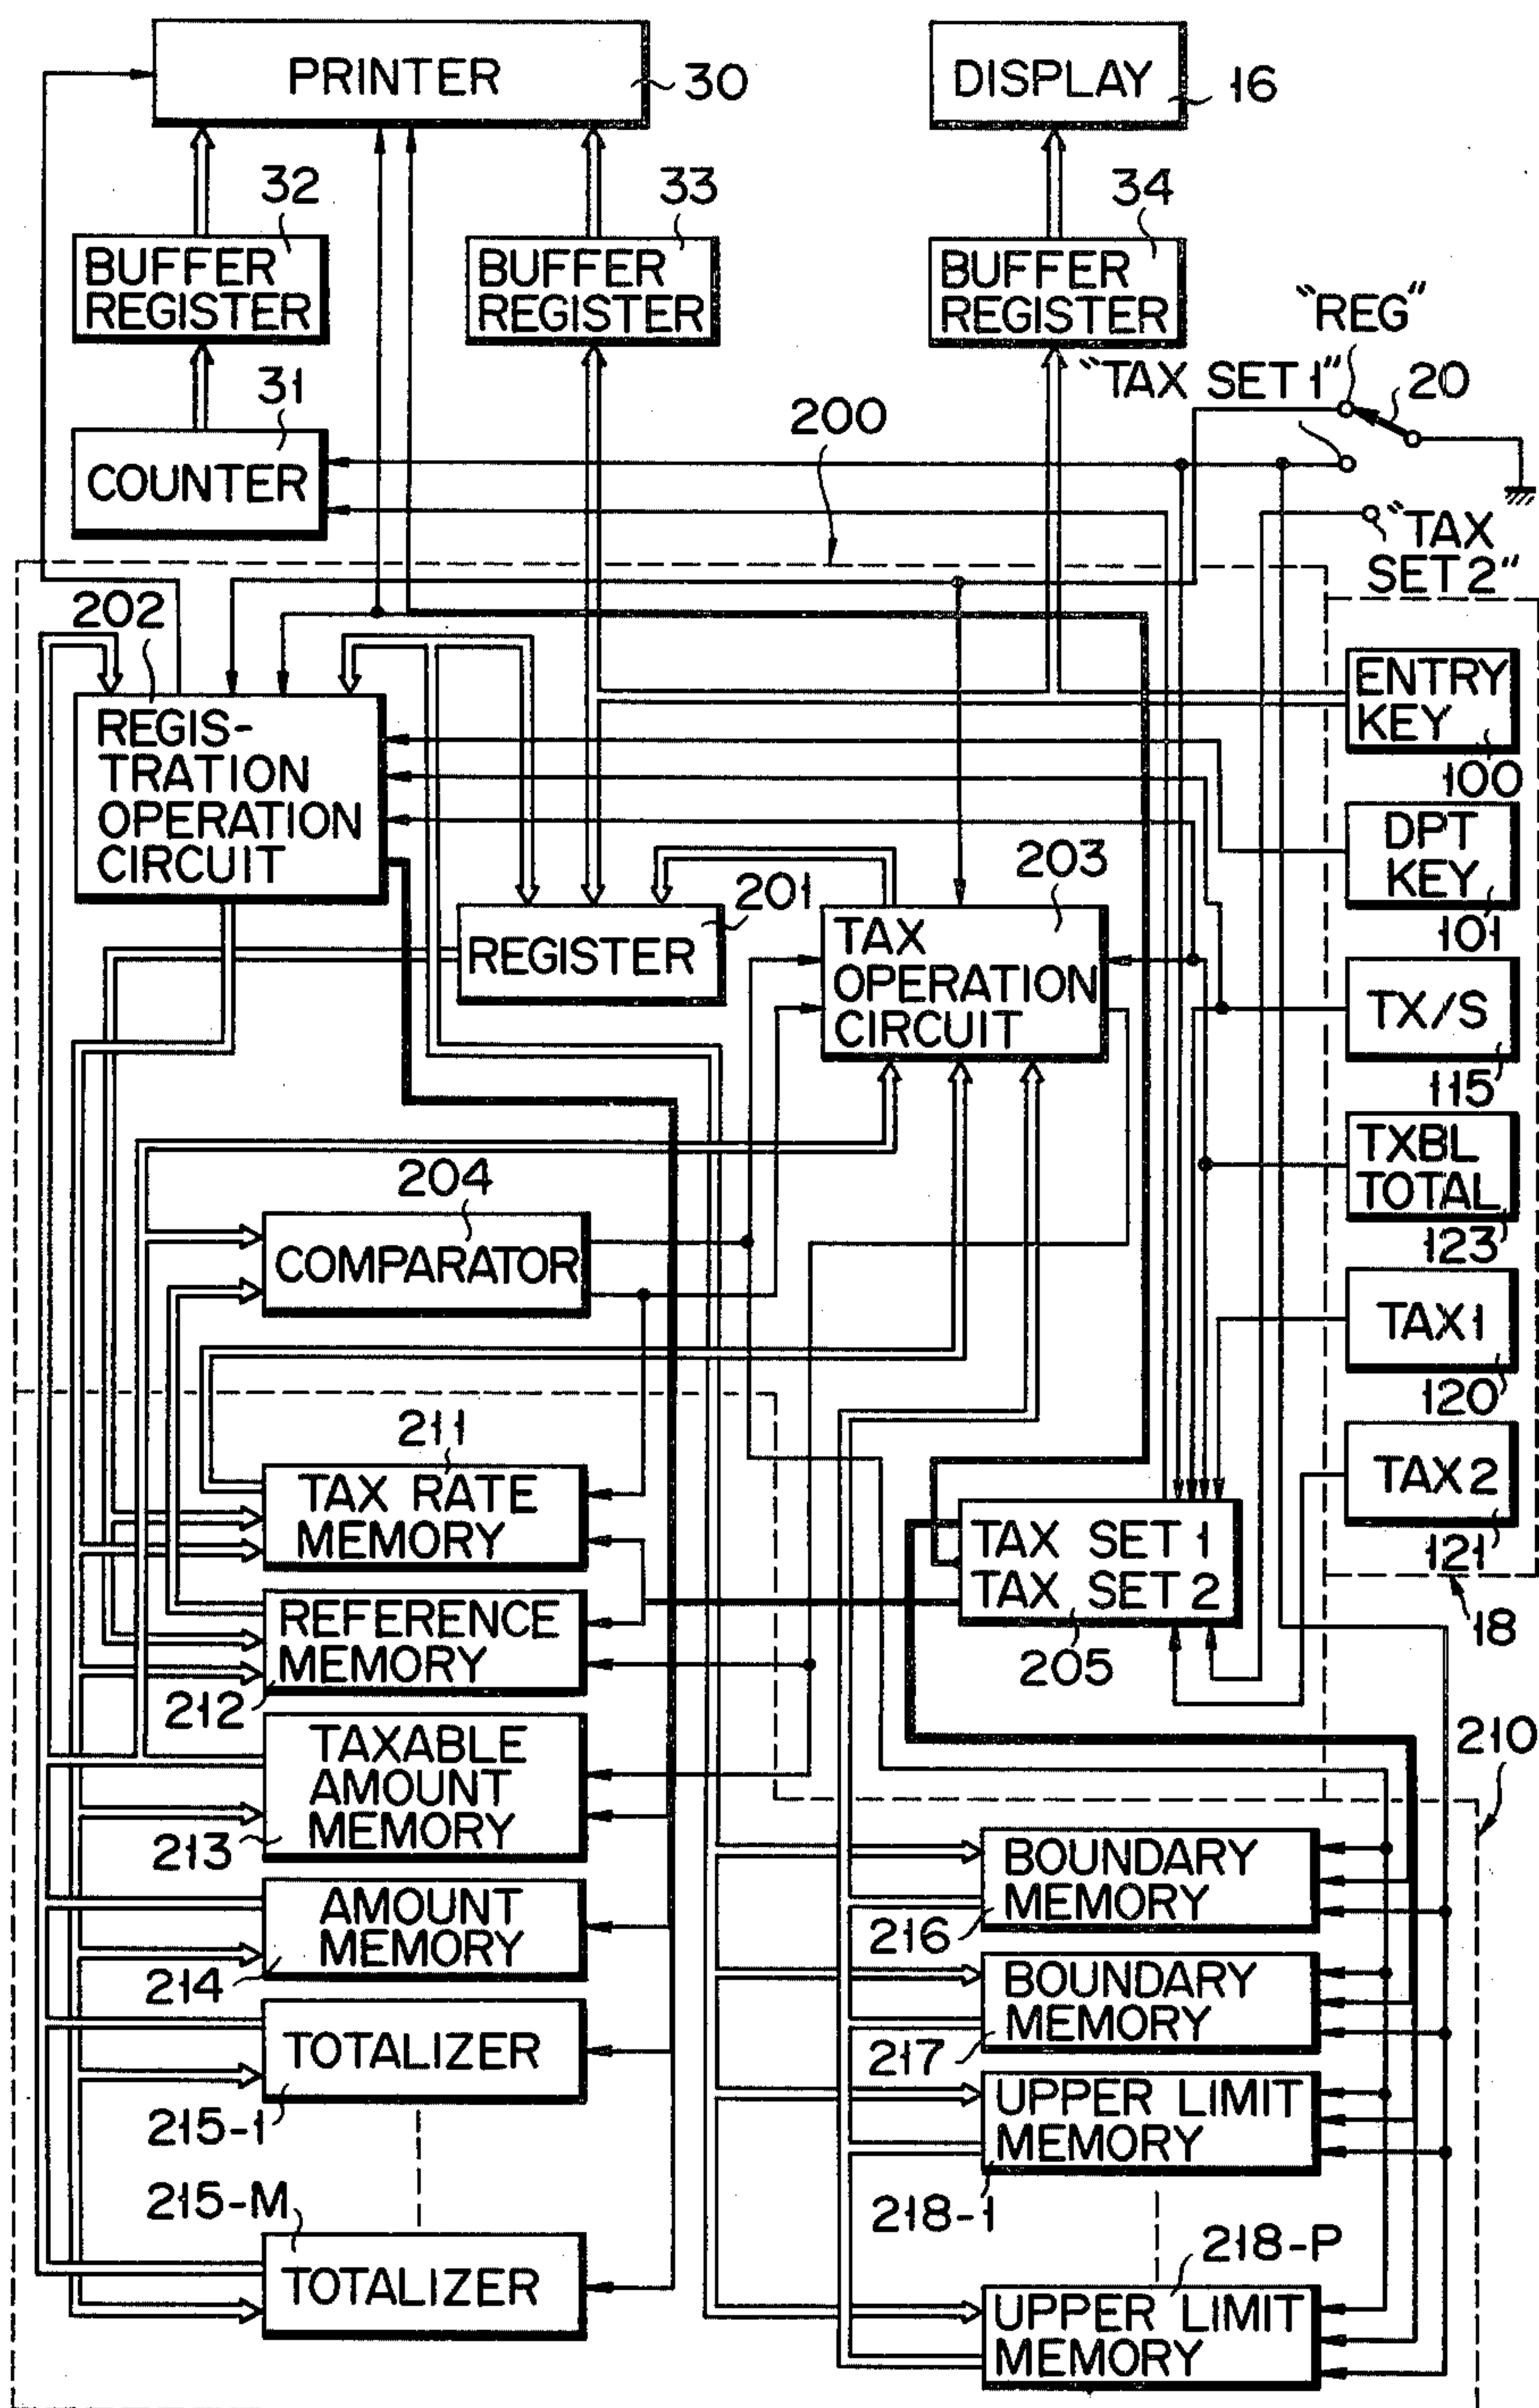 PRINTER
30
DISPLAY
16
32
33
34
BUFFER
REGISTER
BUFFER
REGISTER
BUFFER
REGISTER
"REG"
"TAX SET 1"
20
31
200
COUNTER
"TAX
SET 2"
202
ENTRY
KEY
100
REGIS-
TRATION
OPERATION
CIRCUIT
DPT
KEY
101
203
201
REGISTER
TAX
OPERATION
CIRCUIT
TX/S
115
TXBL
TOTAL
123
204
COMPARATOR
TAX 1
120
211
TAX RATE
MEMORY
TAX 2
121
TAX SET 1
TAX SET 2
205
18
REFERENCE
MEMORY
212
210
TAXABLE
AMOUNT
MEMORY
213
BOUNDARY
MEMORY
216
AMOUNT
MEMORY
214
BOUNDARY
MEMORY
217
TOTALIZER
215-1
UPPER LIMIT
MEMORY
218-1
215-M
TOTALIZER
218-P
UPPER LIMIT
MEMORY